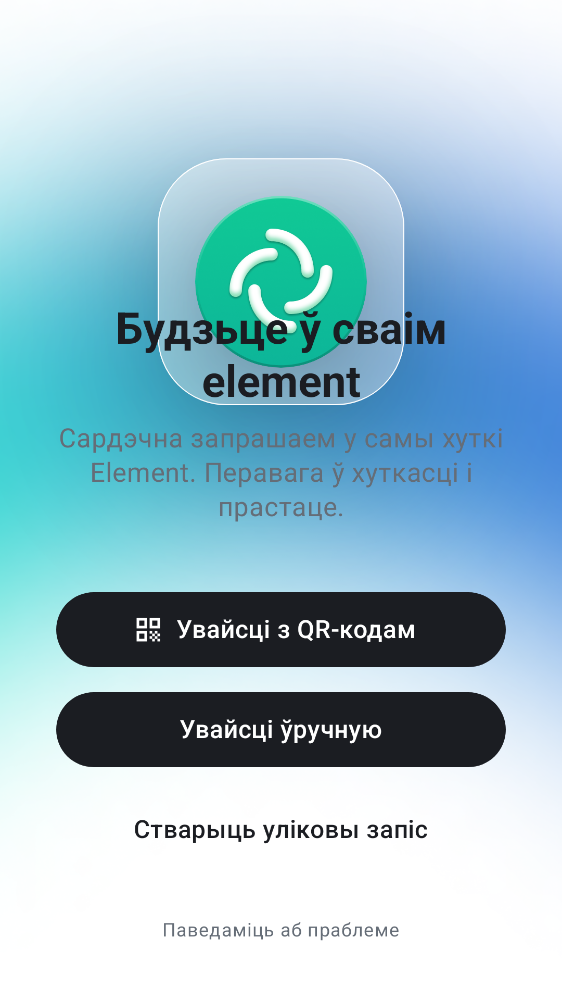 Будзьце ў сваім
element
Сардэчна запрашаем у самы хуткі
Element. Перавага ў хуткасці і
прастаце.
Увайсці з QR-кодам
Увайсці ўручную
Стварыць уліковы запіс
Паведаміць аб праблеме